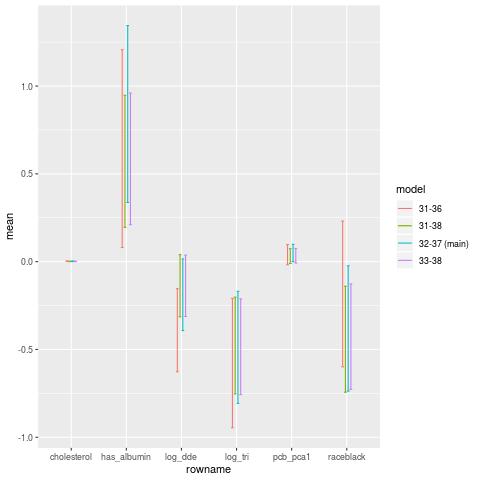 1.0
0.5
0.0
-0.5
-1.0
mean
cholesterol has_albumin log_dde log_tri pcb_pca1 raceblack
rowname
model
31-36
31-38
32-37 (main)
33-38